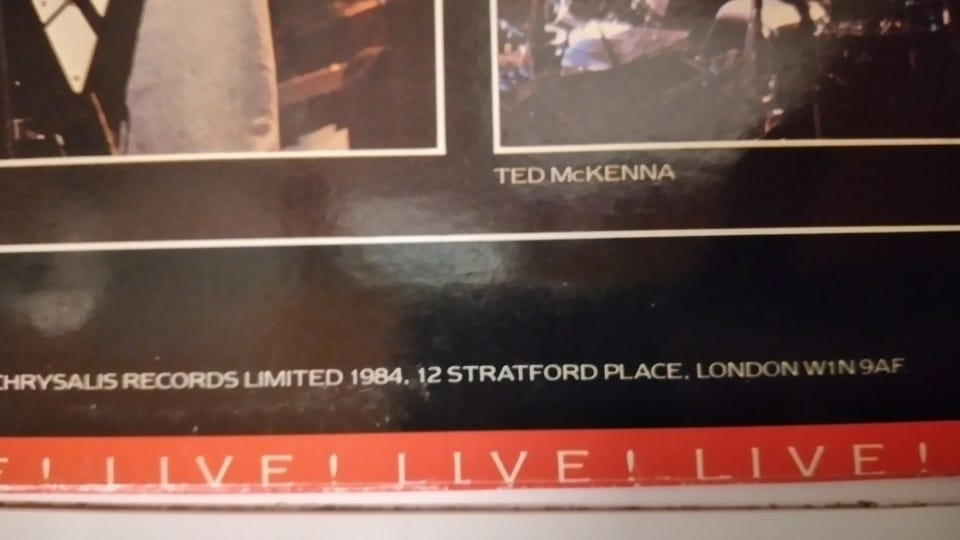 TED McKENNA
CHRYSALIS RECORDS LIMITED 1984, 12 STRATFORD PLACE, LONDON W1N 9AF
E! LIVE! LIVE! LIVE!